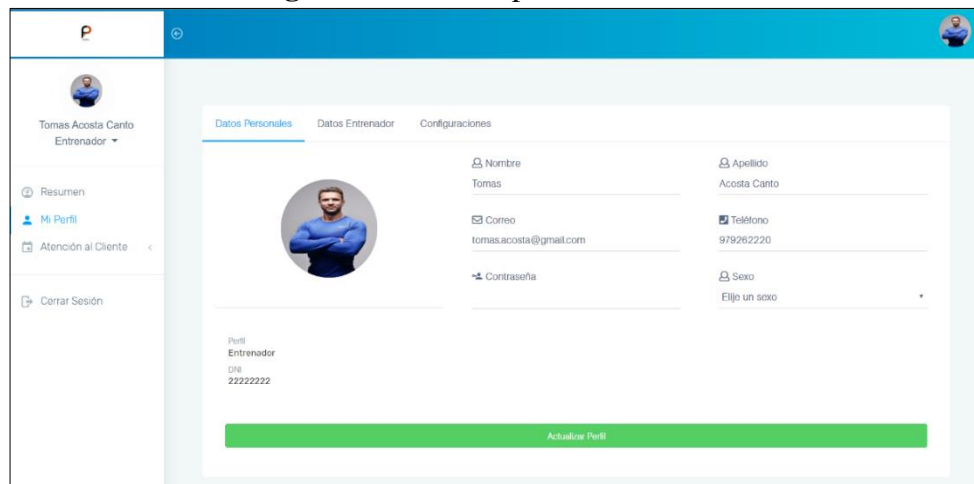 Tomas Acosta Canto
Entrenador
Resumen
Mi Perfil
Atención al Cliente
Cerrar Sesión
Datos Personales
Datos Entrenador
Configuraciones
Nombre
Tomas
Apellido
Acosta Canto
Correo
tomas.acosta@gmail.com
Teléfono
979262220
Contraseña
Sexo
Elije un sexo
Perfil
Entrenador
DNI
22222222
Actualizar Perfil